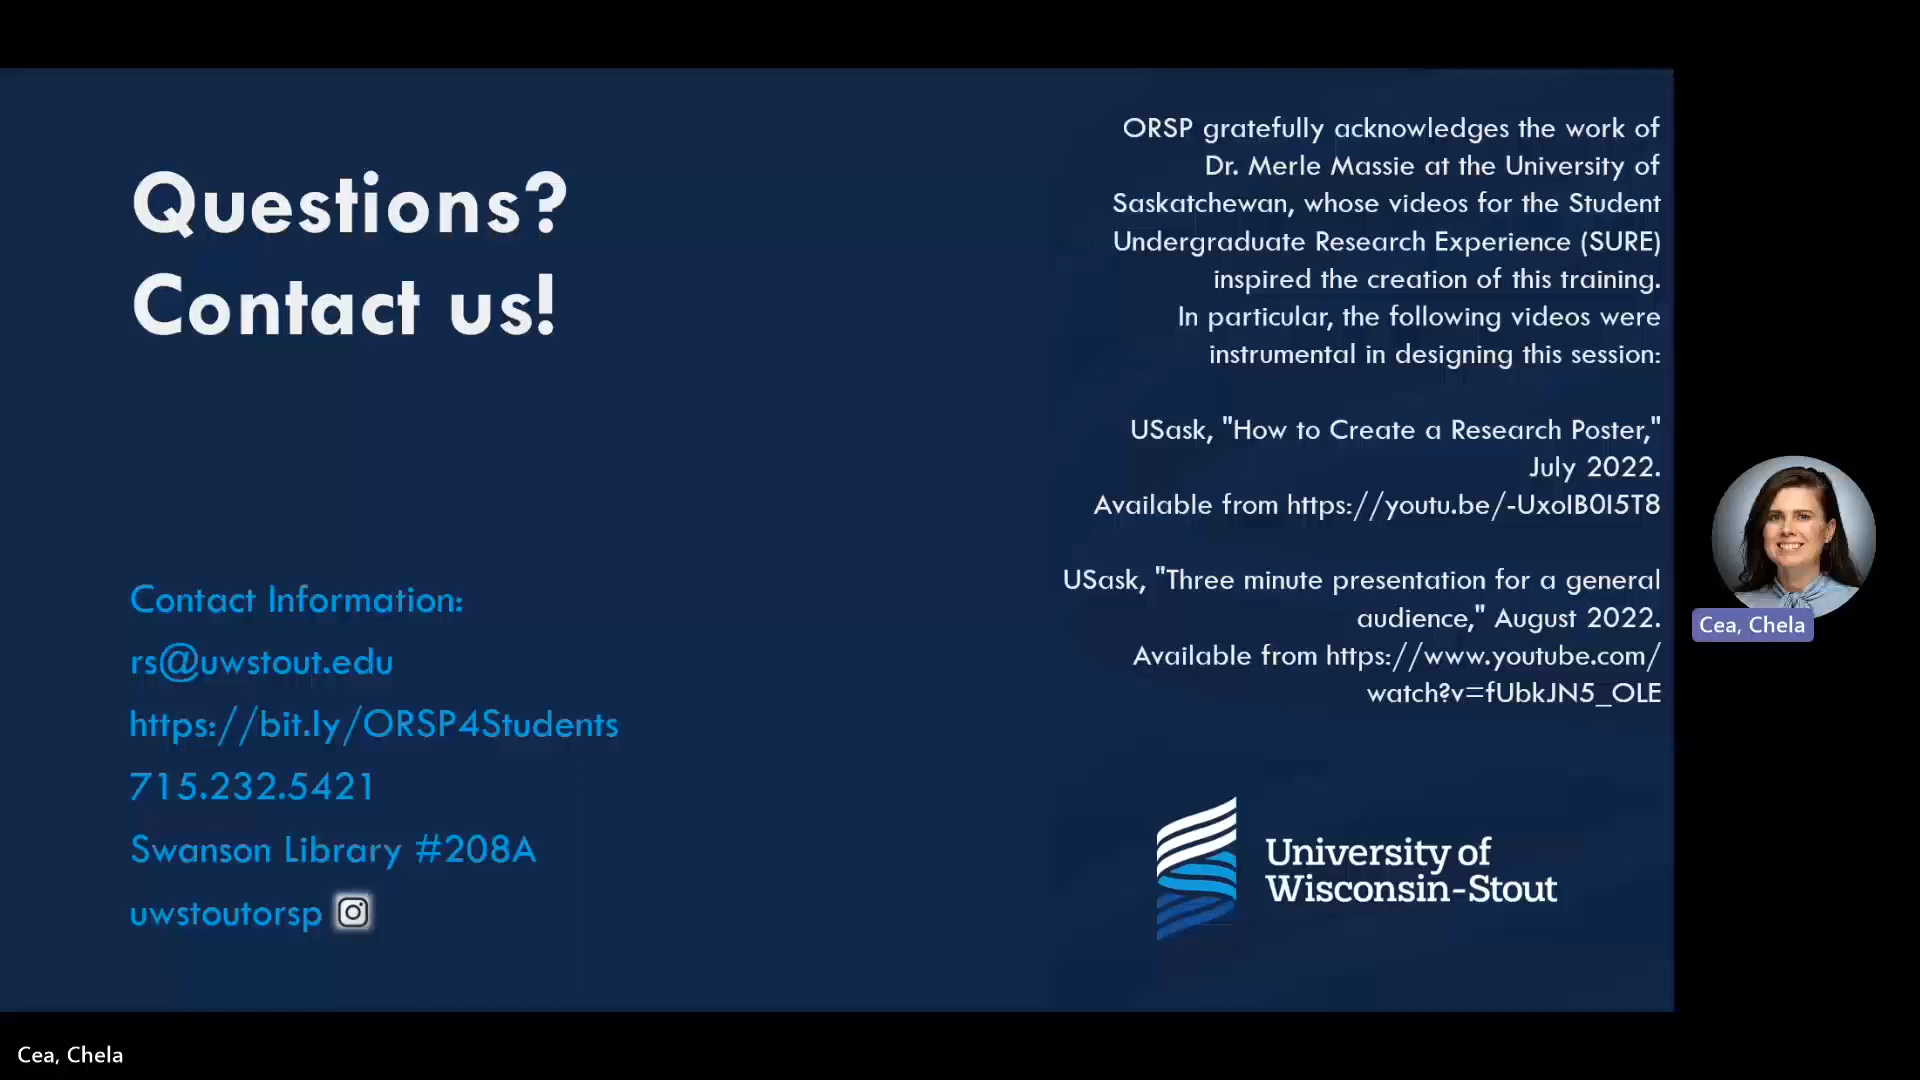 Questions?
Contact us!
Contact Information:
rs@uwstout.edu
https://bit.ly/ORSP4Students
715.232.5421
Swanson Library #208A
uwstoutorsp
ORSP gratefully acknowledges the work of
Dr. Merle Massie at the University of
Saskatchewan, whose videos for the Student
Undergraduate Research Experience (SURE)
inspired the creation of this training.
In particular, the following videos were
instrumental in designing this session:
USask, "How to Create a Research Poster,"
July 2022.
Available from https://youtu.be/-UxoIB0I5T8
USask, "Three minute presentation for a general
audience," August 2022.
Available from https://www.youtube.com/
watch?v=fUbkJN5_OLE
University of
Wisconsin-Stout
Cea, Chela
Cea, Chela